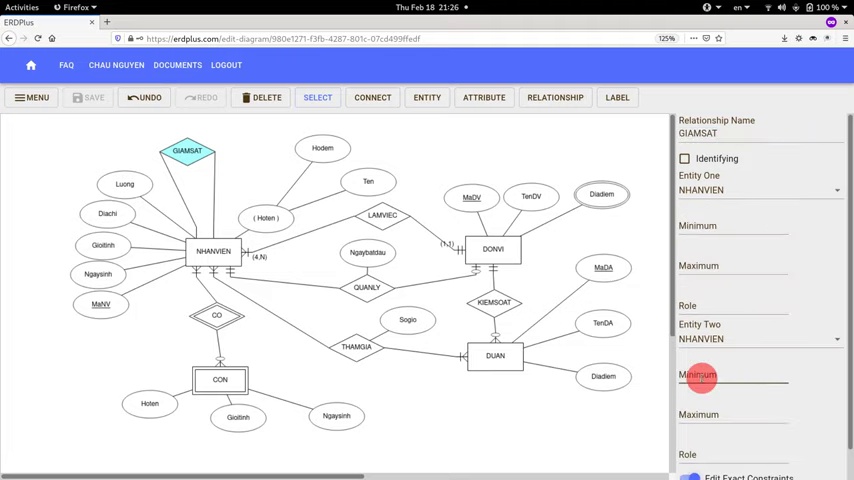 Activities
Firefox
Thu Feb 18 21:26
en
100 %
ERDPlus
https://erdplus.com/edit-diagram/980e1271-f3fb-4287-801c-07cd499ffedf
125%
FAQ
CHAU NGUYEN
DOCUMENTS
LOGOUT
MENU
SAVE
UNDO
REDO
DELETE
SELECT
CONNECT
ENTITY
ATTRIBUTE
RELATIONSHIP
LABEL
GIAMSAT
Hodem
Luong
Ten
Diachi
( Hoten )
LAMVIEC
MaDV
TenDV
Diadiem
Gioitinh
NHANVIEN
(4,N)
Ngaybatdau
(1,1)
DONVI
Ngaysinh
QUANLY
MaDA
MaNV
KIEMSOAT
CO
Sogio
TenDA
THAMGIA
DUAN
CON
Diadiem
Hoten
Gioitinh
Ngaysinh
Relationship Name
GIAMSAT
Identifying
Entity One
NHANVIEN
Minimum
Maximum
Role
Entity Two
NHANVIEN
Minimum
Maximum
Role
Edit Exact Constraints